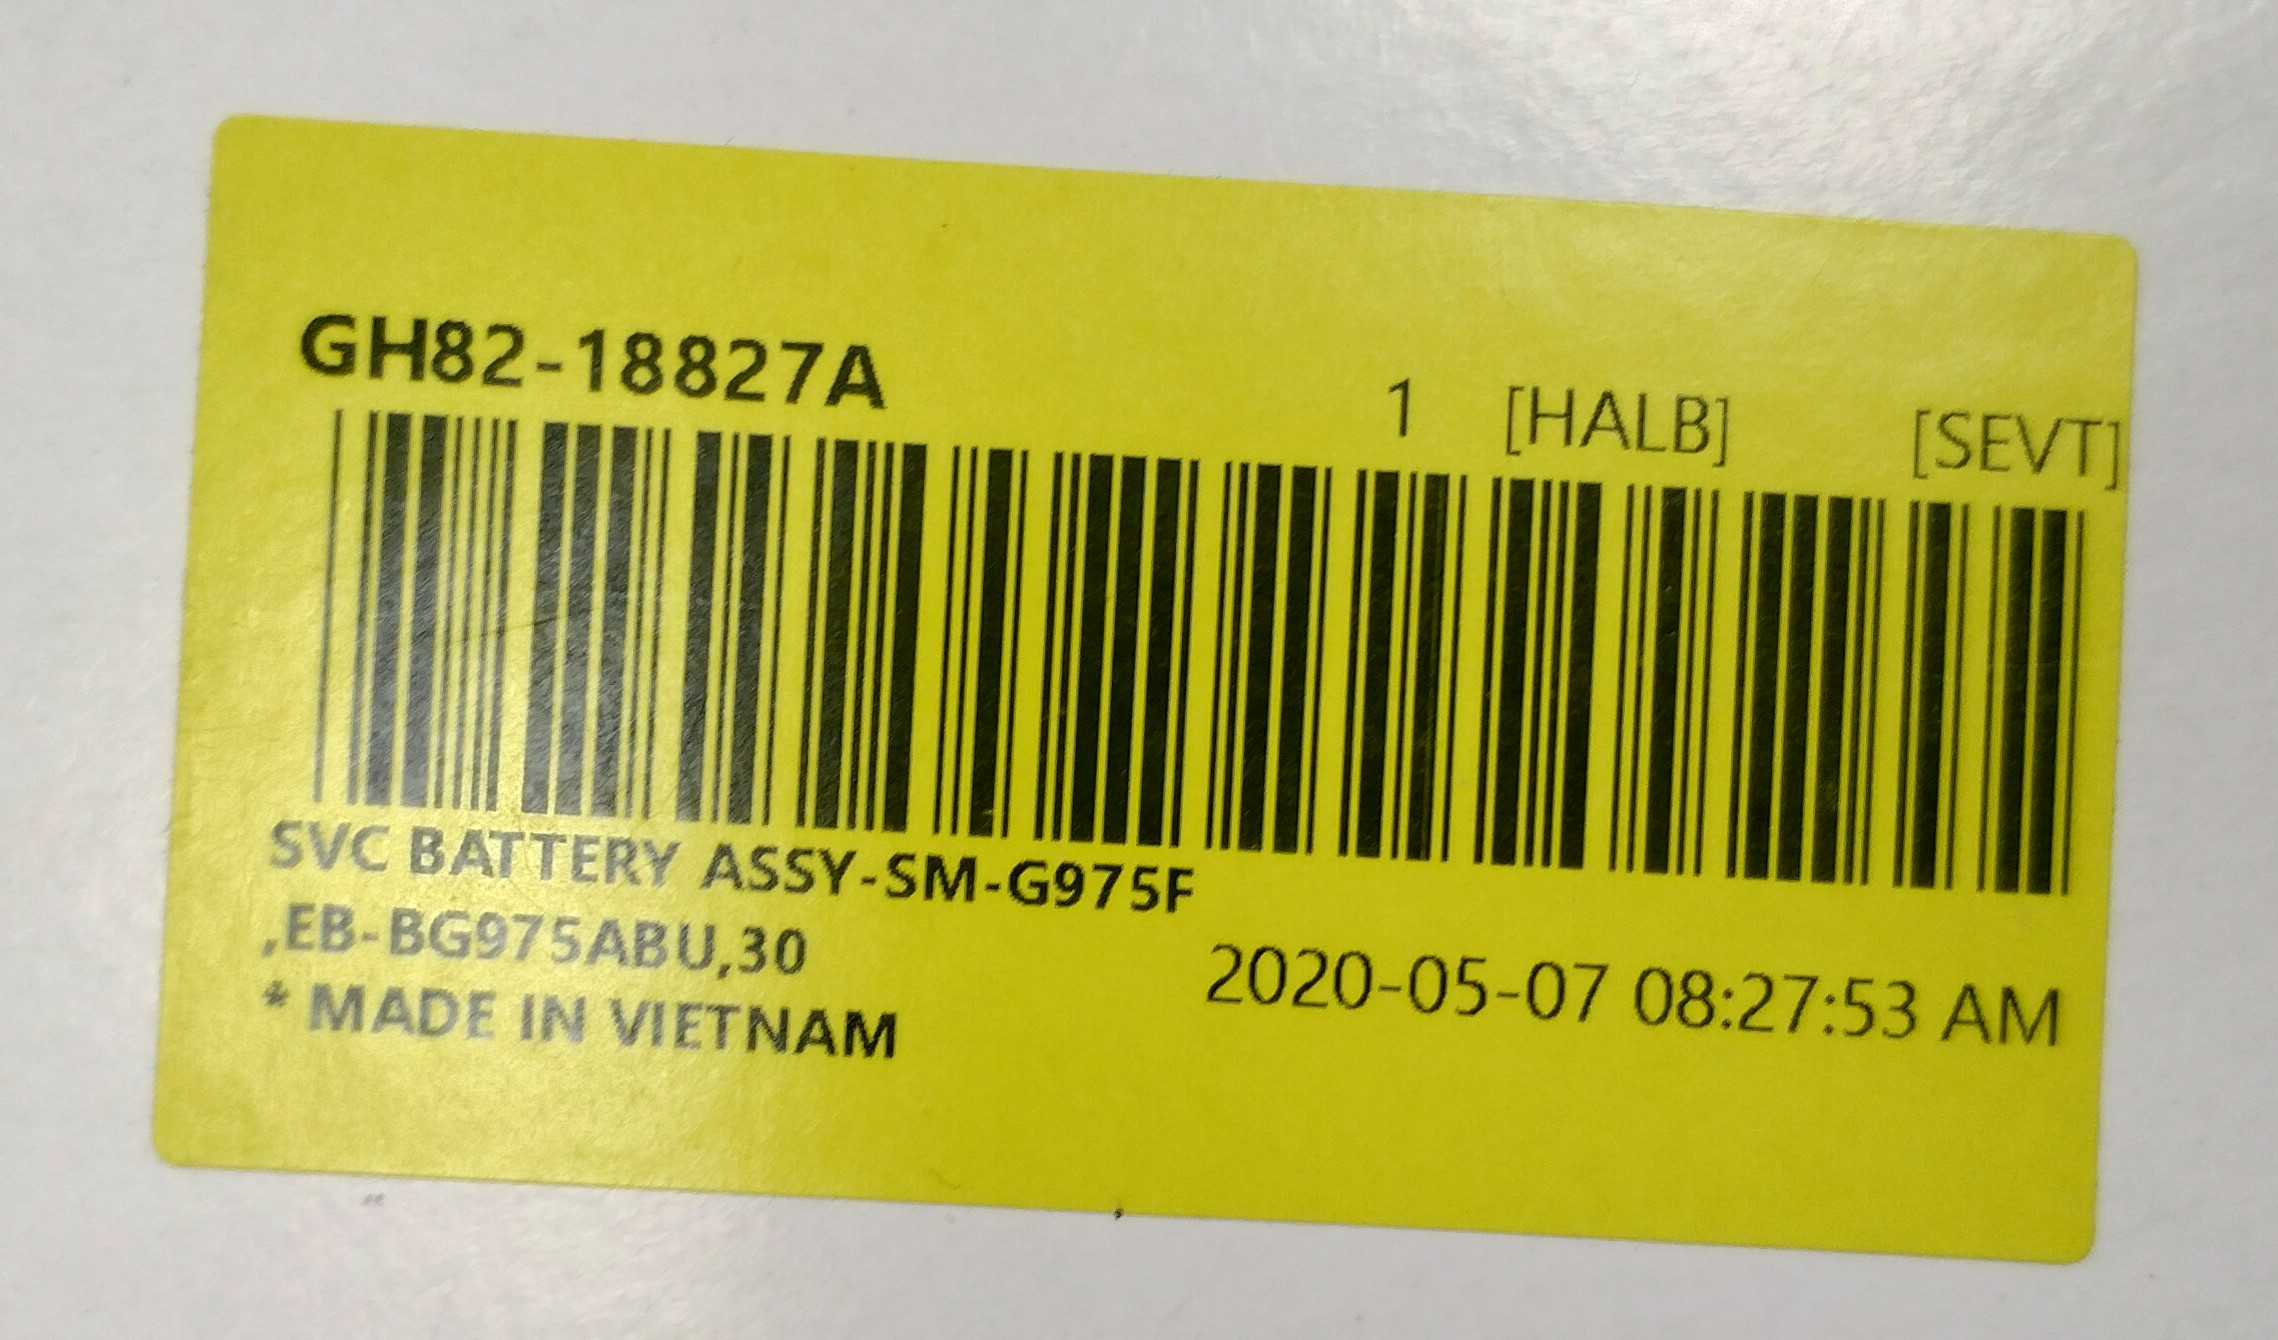 GH82-18827A
1 [HALB] [SEVT]
SVC BATTERY ASSY-SM-G975F
,EB-BG975ABU,30
2020-05-07 08:27:53 AM
* MADE IN VIETNAM